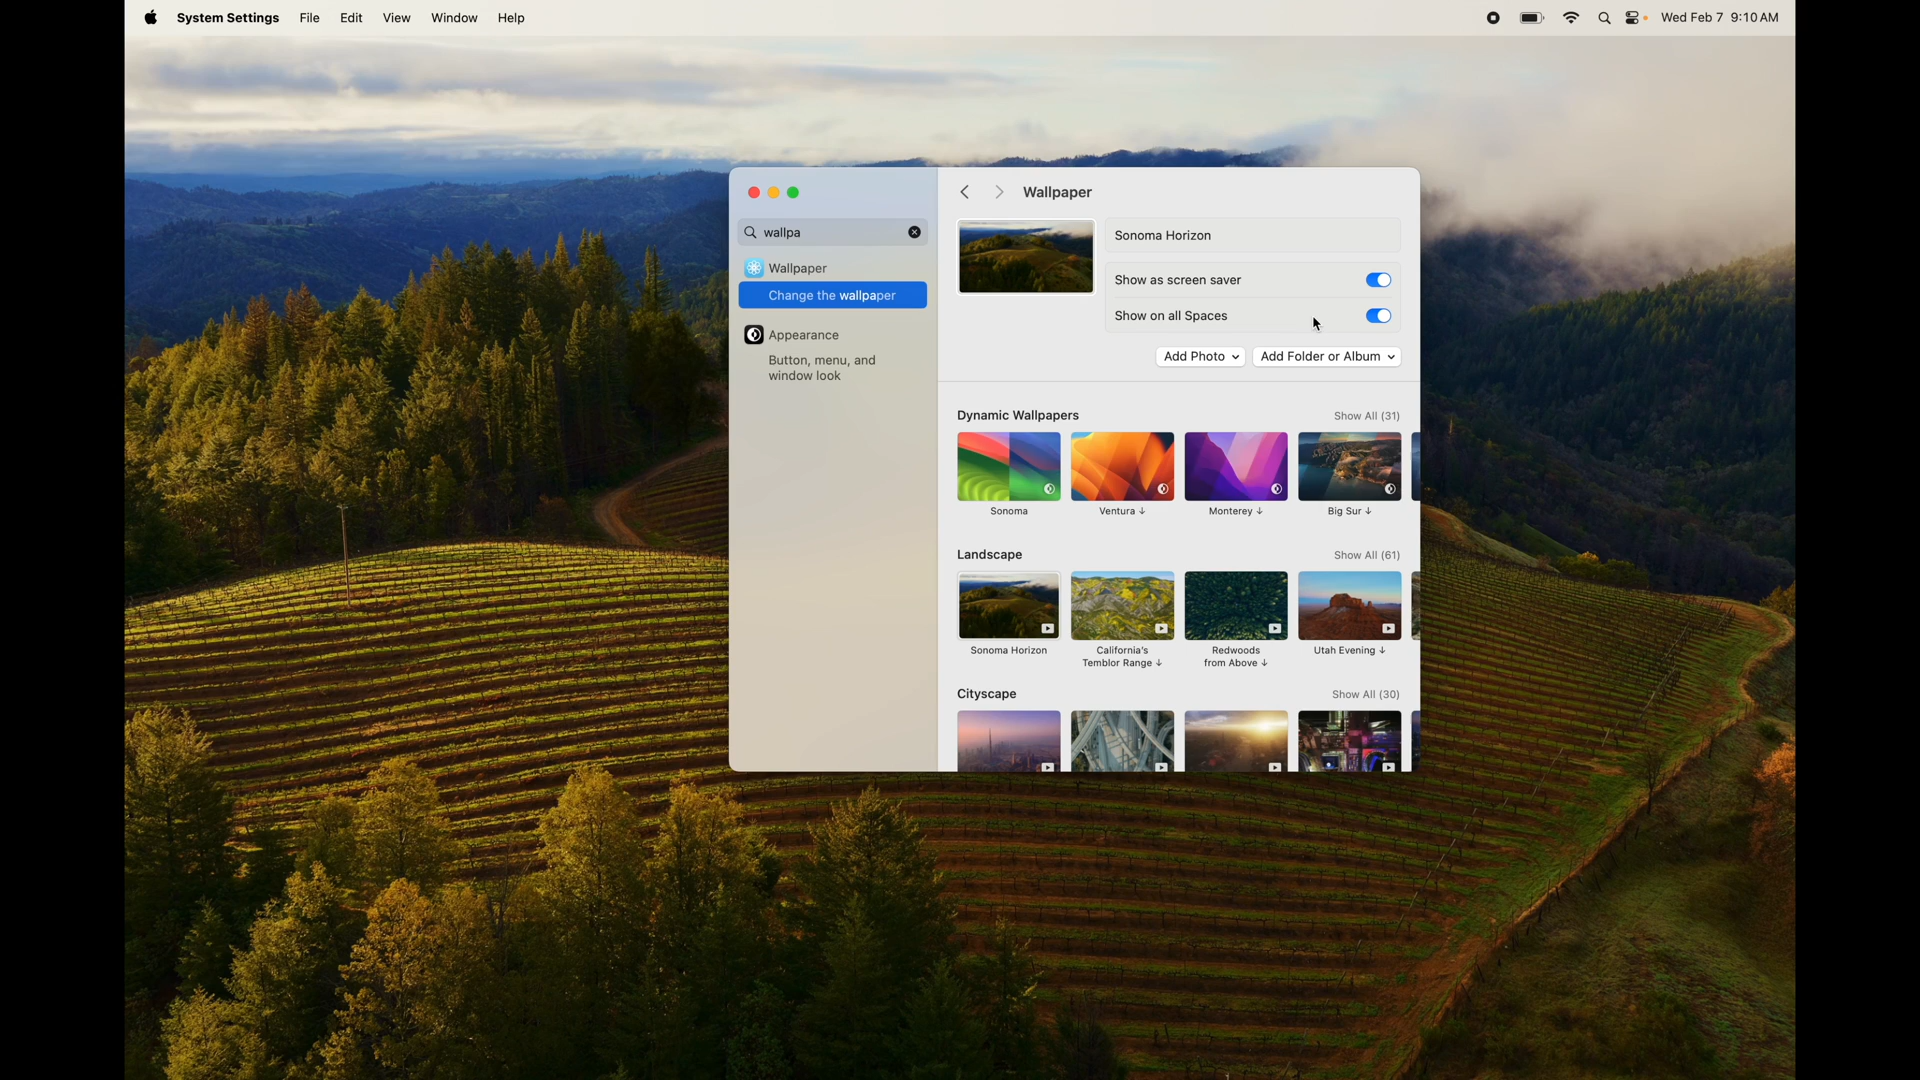 System Settings File Edit View Window Help
Wed Feb 7 9:10 AM
Wallpaper
wallpa
Wallpaper
Change the wallpaper
Appearance
Button, menu, and
window look
Sonoma Horizon
Show as screen saver
Show on all Spaces
Add Photo
Add Folder or Album
Dynamic Wallpapers
Show All (31)
Sonoma
Ventura ↓
Monterey ↓
Big Sur ↓
Landscape
Show All (61)
Sonoma Horizon
California's
Temblor Range ↓
Redwoods
from Above ↓
Utah Evening ↓
Cityscape
Show All (30)